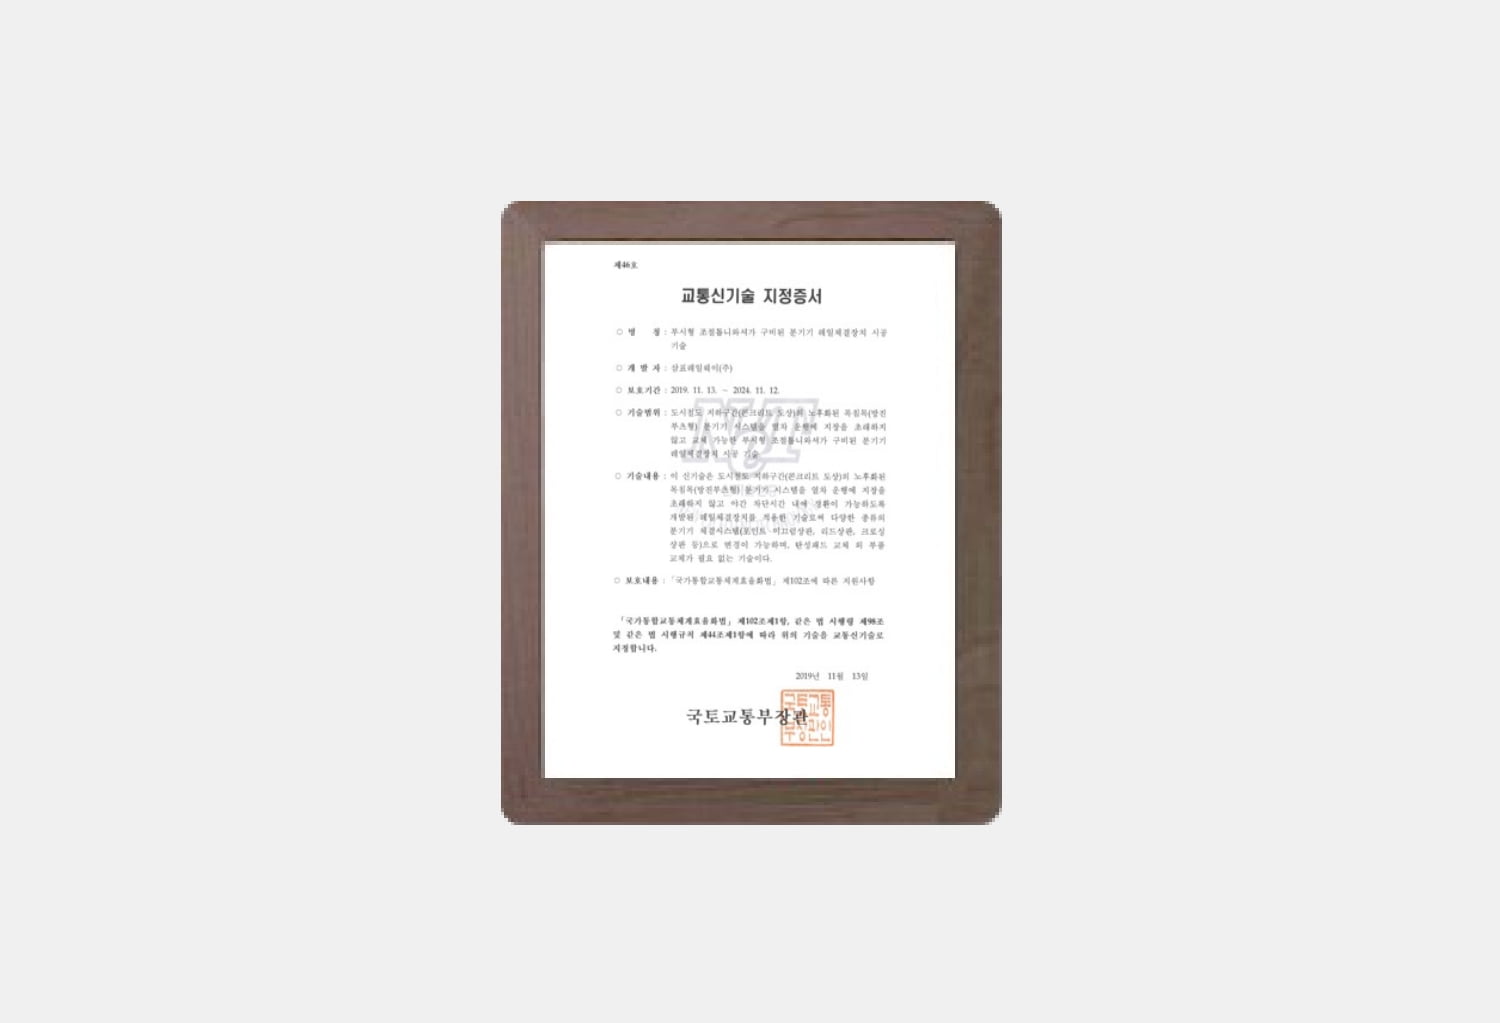 제46호
교통신기술 지정증서
○ 명 칭 : 부시형 조절톱니와셔가 구비된 분기기 레일체결장치 시공
기술
○ 개 발 자 : 삼표레일웨이(주)
○ 보호기간 : 2019. 11. 13. ~ 2024. 11. 12.
○ 기술범위 : 도시철도 지하구간(콘크리트 도상)의 노후화된 목침목(방진
부츠형) 분기기 시스템을 열차 운행에 지장을 초래하지
않고 교체 가능한 부시형 조절톱니와셔가 구비된 분기기
레일체결장치 시공 기술
○ 기술내용 : 이 신기술은 도시철도 지하구간(콘크리트 도상)의 노후화된
목침목(방진부츠형) 분기기 시스템을 열차 운행에 지장을
초래하지 않고 야간 차단시간 내에 전환이 가능하도록
개발된 레일체결장치를 적용한 기술로써 다양한 종류의
분기기 체결시스템(포인트 미끄럼상판, 리드상판, 크로싱
상판 등)으로 변경이 가능하며, 탄성패드 교체 외 부품
교체가 필요 없는 기술이다.
○ 보호내용 : 「국가통합교통체계효율화법」 제102조에 따른 지원사항
「국가통합교통체계효율화법」 제102조제1항, 같은 법 시행령 제98조
및 같은 법 시행규칙 제44조제1항에 따라 위의 기술을 교통신기술로
지정합니다.
2019년 11월 13일
국토교통부장관
국토교통
부장관인